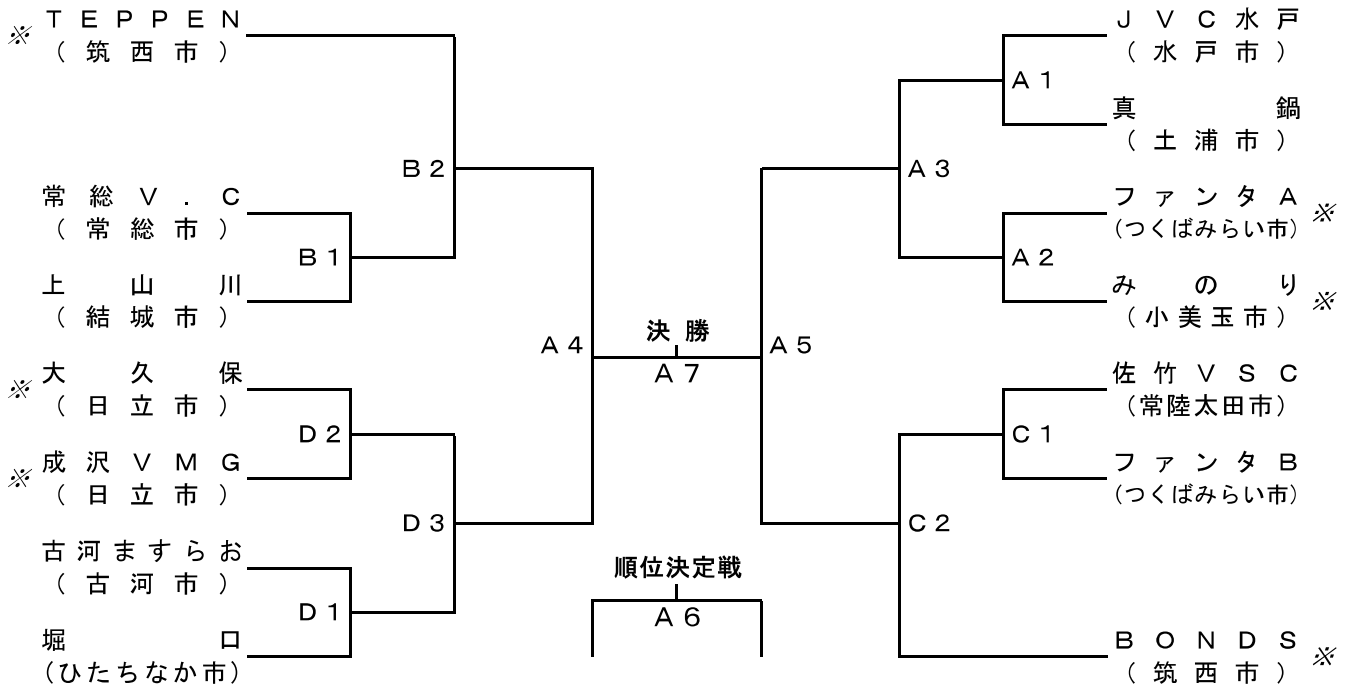 ※ TEPPEN
(筑西市)
常総V.C
(常総市)
上山川
(結城市)
※ 大久保
(日立市)
※ 成沢VMG
(日立市)
古河ますらお
(古河市)
堀口
(ひたちなか市)
B2
B1
D2
D3
D1
A4
決勝
A7
A5
順位決定戦
A6
A1
A3
A2
C1
C2
JVC水戸
(水戸市)
真鍋
(土浦市)
ファンタA ※
(つくばみらい市)
みのり ※
(小美玉市)
佐竹VSC
(常陸太田市)
ファンタB
(つくばみらい市)
BONDS ※
(筑西市)